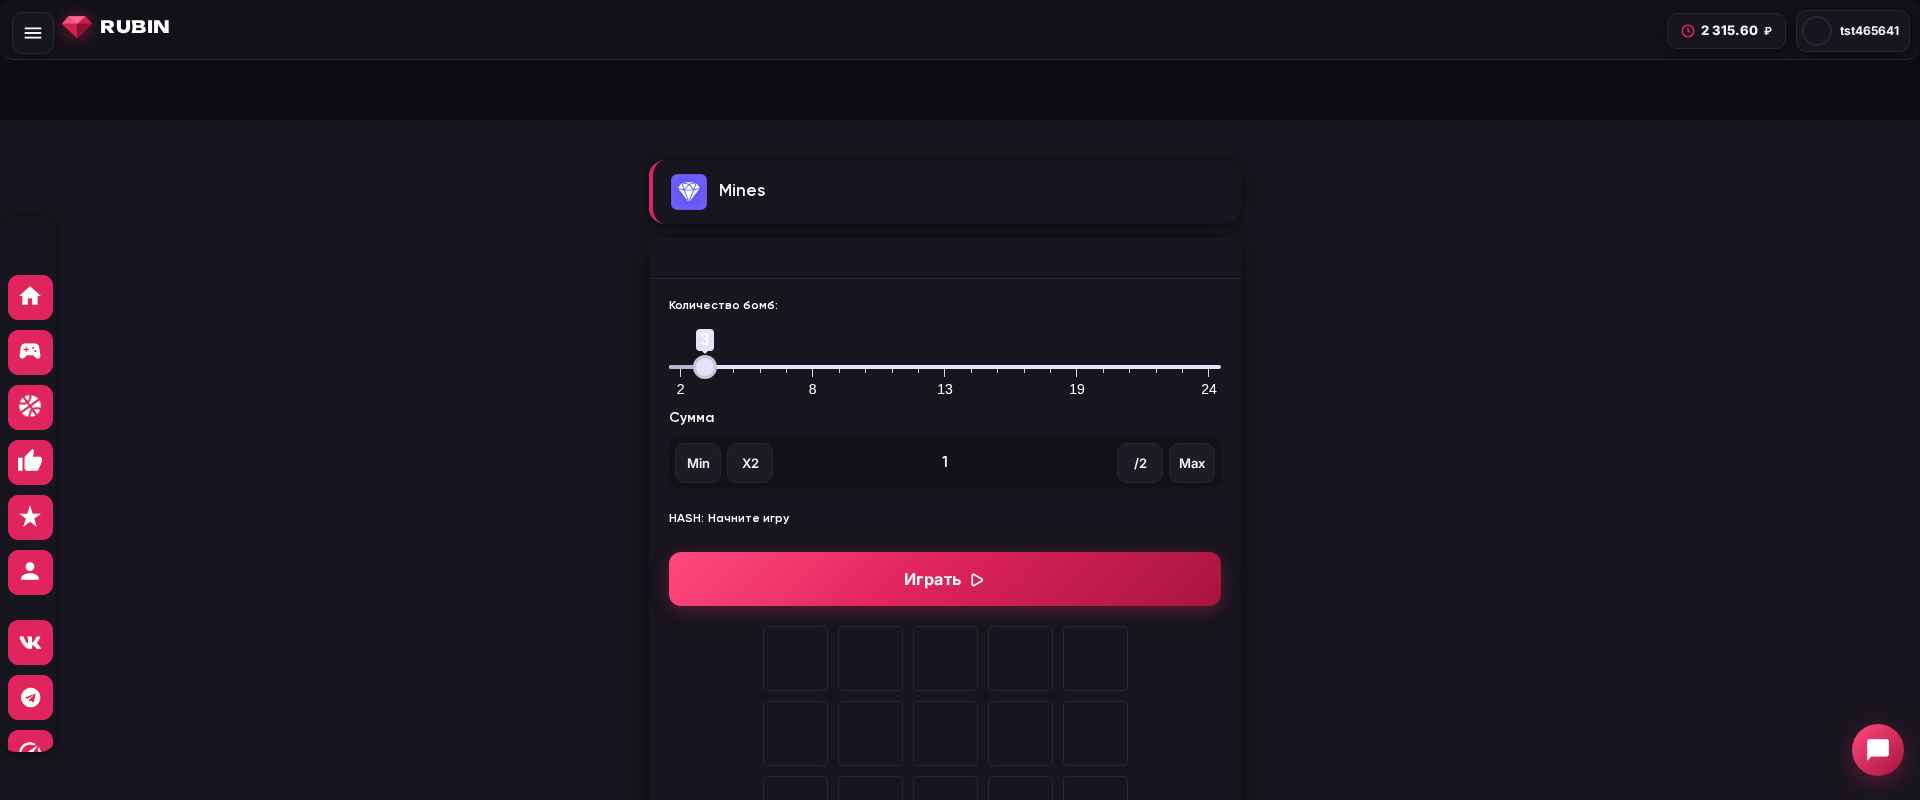 RUBIN
2 315.60 ₽
tst465641
Mines
Количество бомб:
3
2 8 13 19 24
Сумма
Min X2 1 /2 Max
HASH: Начните игру
Играть